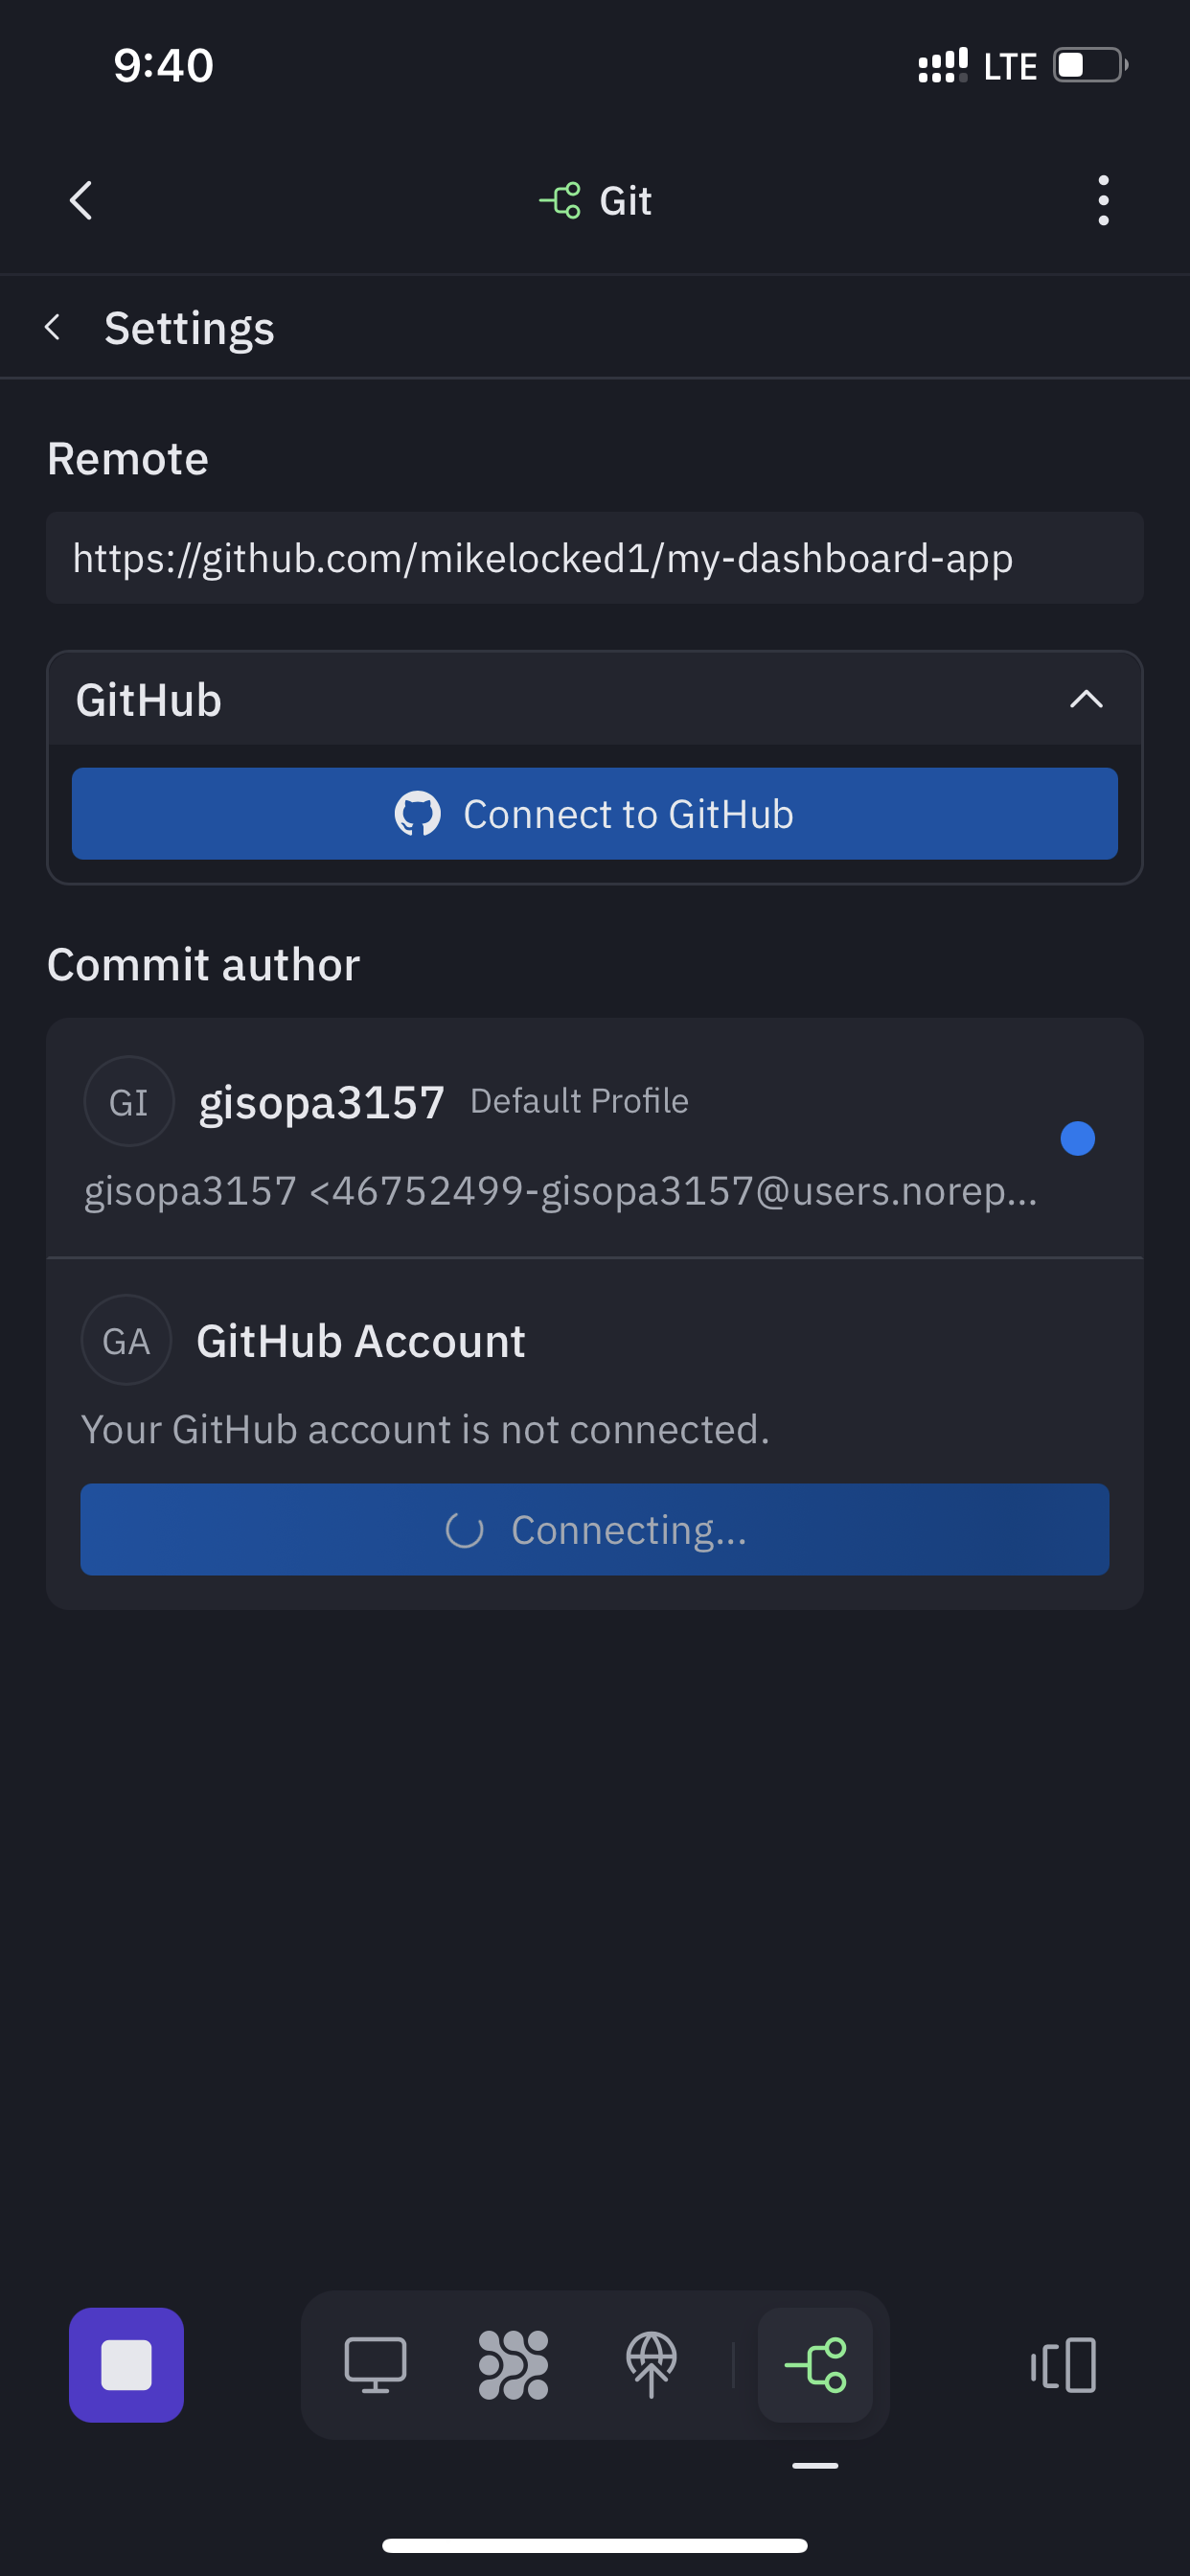 9:40
LTE
Git
Settings
Remote
https://github.com/mikelocked1/my-dashboard-app
GitHub
Connect to GitHub
Commit author
GI
gisopa3157 Default Profile
gisopa3157 <46752499-gisopa3157@users.norep...
GA
GitHub Account
Your GitHub account is not connected.
Connecting...